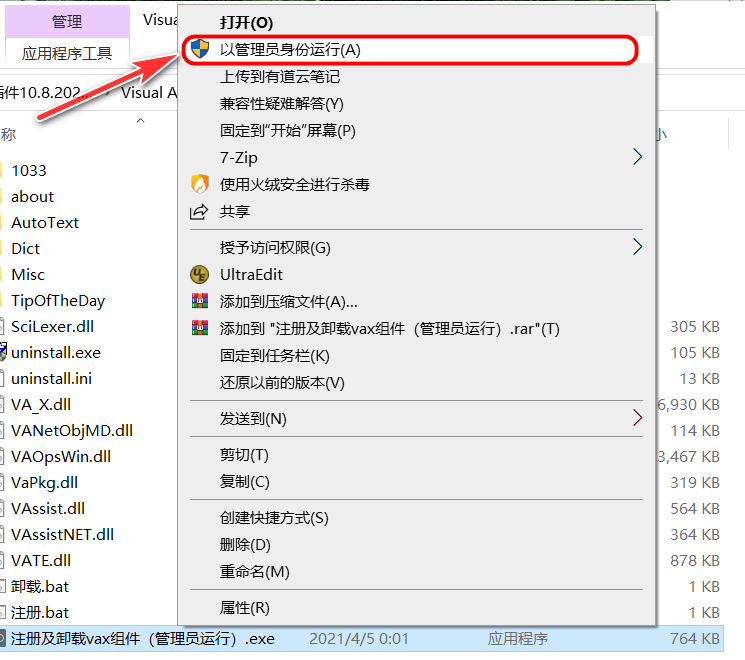 管理
Visua
应用程序工具
件10.8.202...
Visual A
称
小
1033
about
AutoText
Dict
Misc
TipOfTheDay
SciLexer.dll 305 KB
uninstall.exe 105 KB
uninstall.ini 13 KB
VA_X.dll 6,930 KB
VANetObjMD.dll 114 KB
VAOpsWin.dll 3,467 KB
VaPkg.dll 319 KB
VAssist.dll 564 KB
VAssistNET.dll 364 KB
VATE.dll 878 KB
卸载.bat 1 KB
注册.bat 1 KB
注册及卸载vax组件（管理员运行）.exe 2021/4/5 0:01 应用程序 764 KB
打开(O)
以管理员身份运行(A)
上传到有道云笔记
兼容性疑难解答(Y)
固定到"开始"屏幕(P)
7-Zip
使用火绒安全进行杀毒
共享
授予访问权限(G)
UltraEdit
添加到压缩文件(A)...
添加到 "注册及卸载vax组件（管理员运行）.rar"(T)
固定到任务栏(K)
还原以前的版本(V)
发送到(N)
剪切(T)
复制(C)
创建快捷方式(S)
删除(D)
重命名(M)
属性(R)